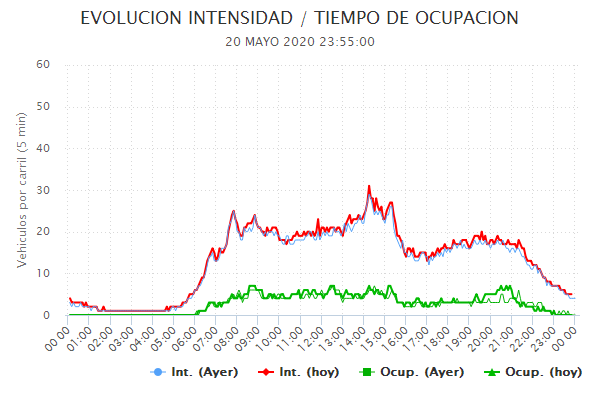 EVOLUCION INTENSIDAD / TIEMPO DE OCUPACION
20 MAYO 2020 23:55:00
Vehiculos por carril (5 min)
60
50
40
30
20
10
0
00:00 01:00 02:00 03:00 04:00 05:00 06:00 07:00 08:00 09:00 10:00 11:00 12:00 13:00 14:00 15:00 16:00 17:00 18:00 19:00 20:00 21:00 22:00 23:00 00:00
Int. (Ayer) Int. (hoy) Ocup. (Ayer) Ocup. (hoy)